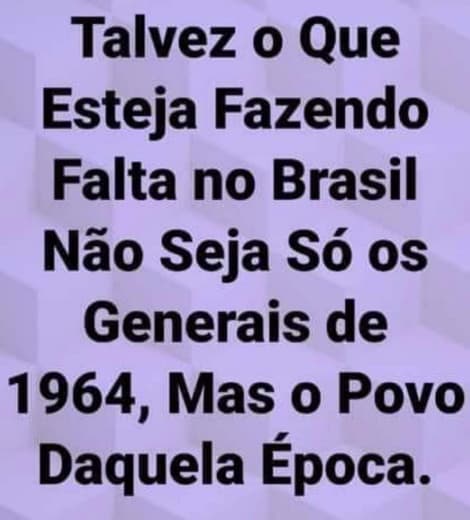 Talvez o Que
Esteja Fazendo
Falta no Brasil
Não Seja Só os
Generais de
1964, Mas o Povo
Daquela Época.